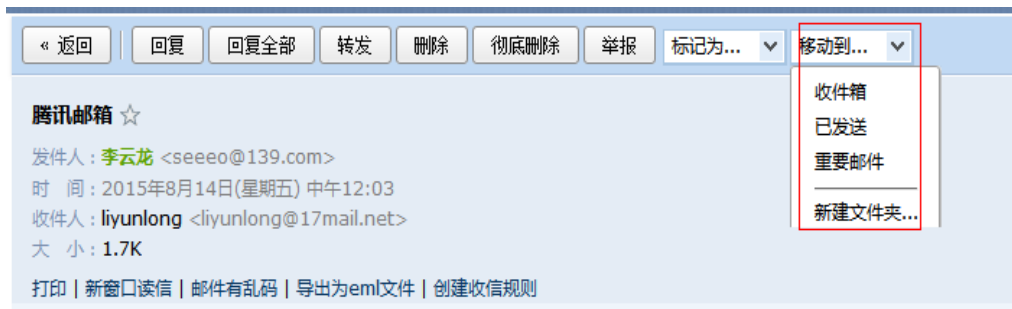 « 返回 回复 回复全部 转发 删除 彻底删除 举报 标记为... 移动到...
收件箱
已发送
重要邮件
新建文件夹...
腾讯邮箱 ☆
发件人：李云龙 <seeeo@139.com>
时 间：2015年8月14日(星期五) 中午12:03
收件人：liyunlong <liyunlong@17mail.net>
大 小：1.7K
打印 | 新窗口读信 | 邮件有乱码 | 导出为eml文件 | 创建收信规则